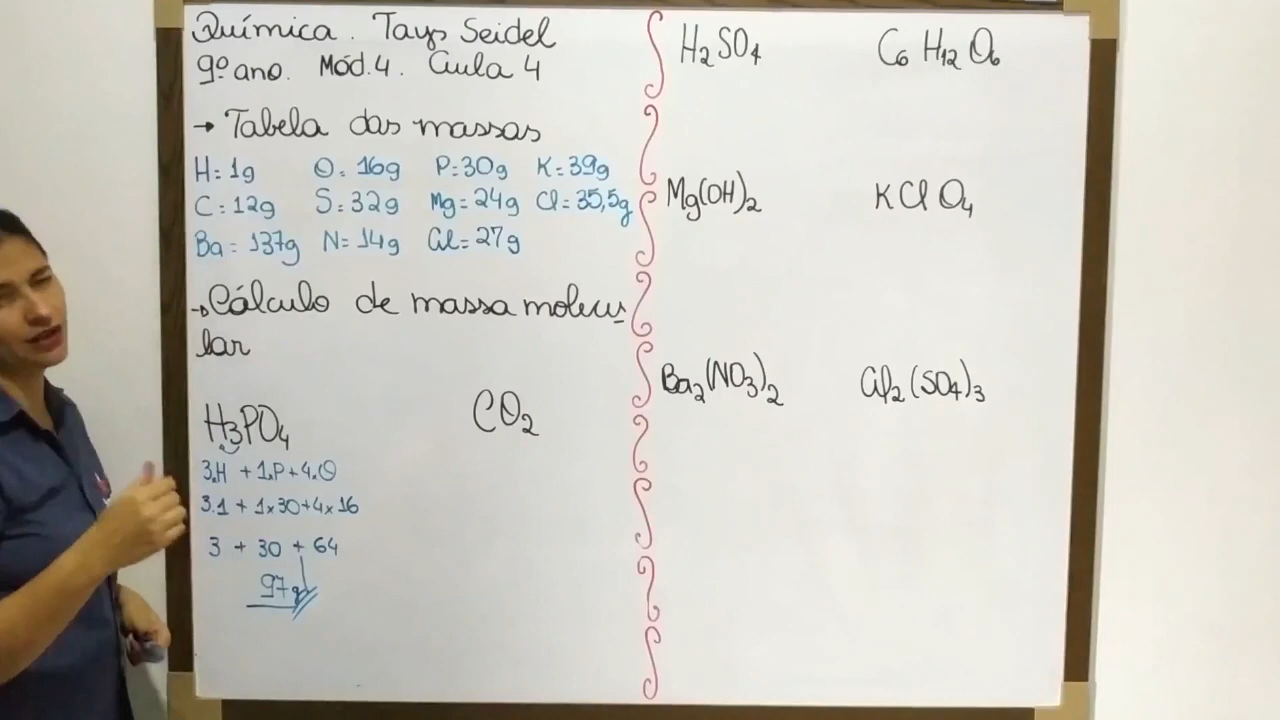 Química. Tays Seidel
9º ano. Mód.4. Aula 4
→ Tabela das massas
H=1g O=16g P=30g K=39g
C=12g S=32g Mg=24g Cl=35,5g
Ba=137g N=14g Al=27g
→ Cálculo de massa molecu
lar
H3PO4 CO2
3.H + 1.P + 4.O
3.1 + 1x30+4x16
3 + 30 + 64
97g
H2SO4 C6H12O6
Mg(OH)2 KClO4
Ba2(NO3)2 Al2(SO4)3